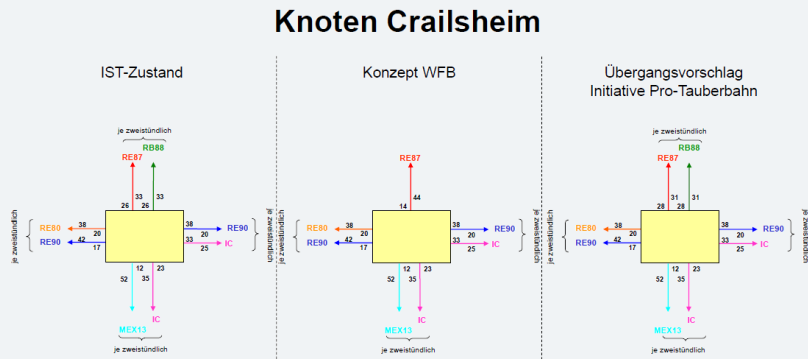 Knoten Crailsheim
IST-Zustand
je zweistündlich
RB88
RE87
33 33
26 26
je zweistündlich
RE80 38
20
RE90 42
17
38 RE90
20
33 IC
25
je zweistündlich
12 23
52 35
IC
MEX13
je zweistündlich
Konzept WFB
RE87
44
14
je zweistündlich
RE80 38
20
RE90 42
17
38 RE90
20
33 IC
25
je zweistündlich
12 23
52 35
IC
MEX13
je zweistündlich
Übergangsvorschlag
Initiative Pro-Tauberbahn
je zweistündlich
RB88
RE87
31 31
28 28
je zweistündlich
RE80 38
20
RE90 42
17
38 RE90
20
33 IC
25
je zweistündlich
12 23
52 35
IC
MEX13
je zweistündlich